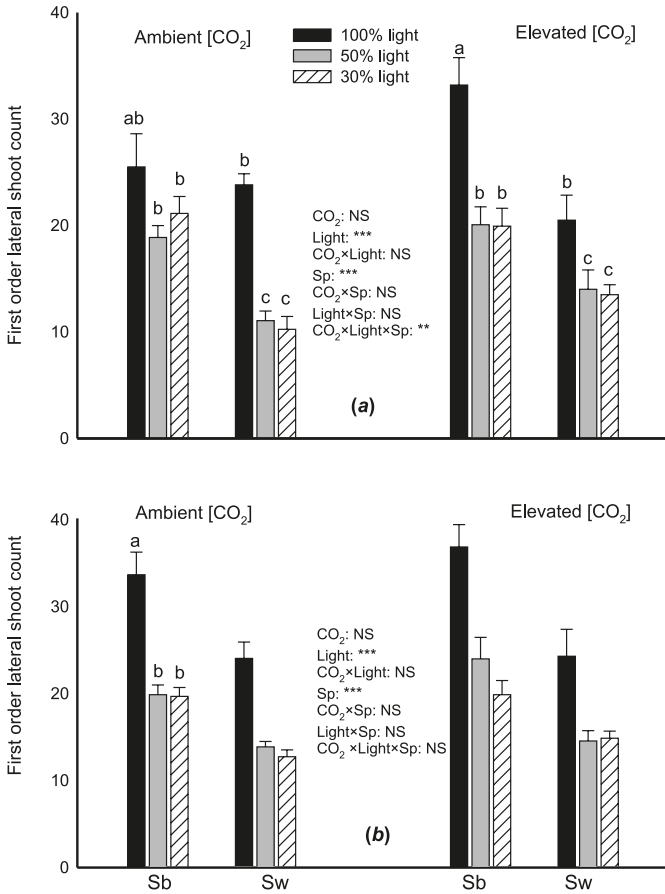 Ambient [CO₂]
100% light
50% light
30% light
Elevated [CO₂]
First order lateral shoot count
40
30
20
10
0
ab
b
b
b
c
c
a
b
b
b
c
c
CO₂: NS
Light: ***
CO₂×Light: NS
Sp: ***
CO₂×Sp: NS
Light×Sp: NS
CO₂×Light×Sp: **
(a)
Ambient [CO₂]
Elevated [CO₂]
First order lateral shoot count
40
30
20
10
0
a
b
b
CO₂: NS
Light: ***
CO₂×Light: NS
Sp: ***
CO₂×Sp: NS
Light×Sp: NS
CO₂ ×Light×Sp: NS
(b)
Sb
Sw
Sb
Sw